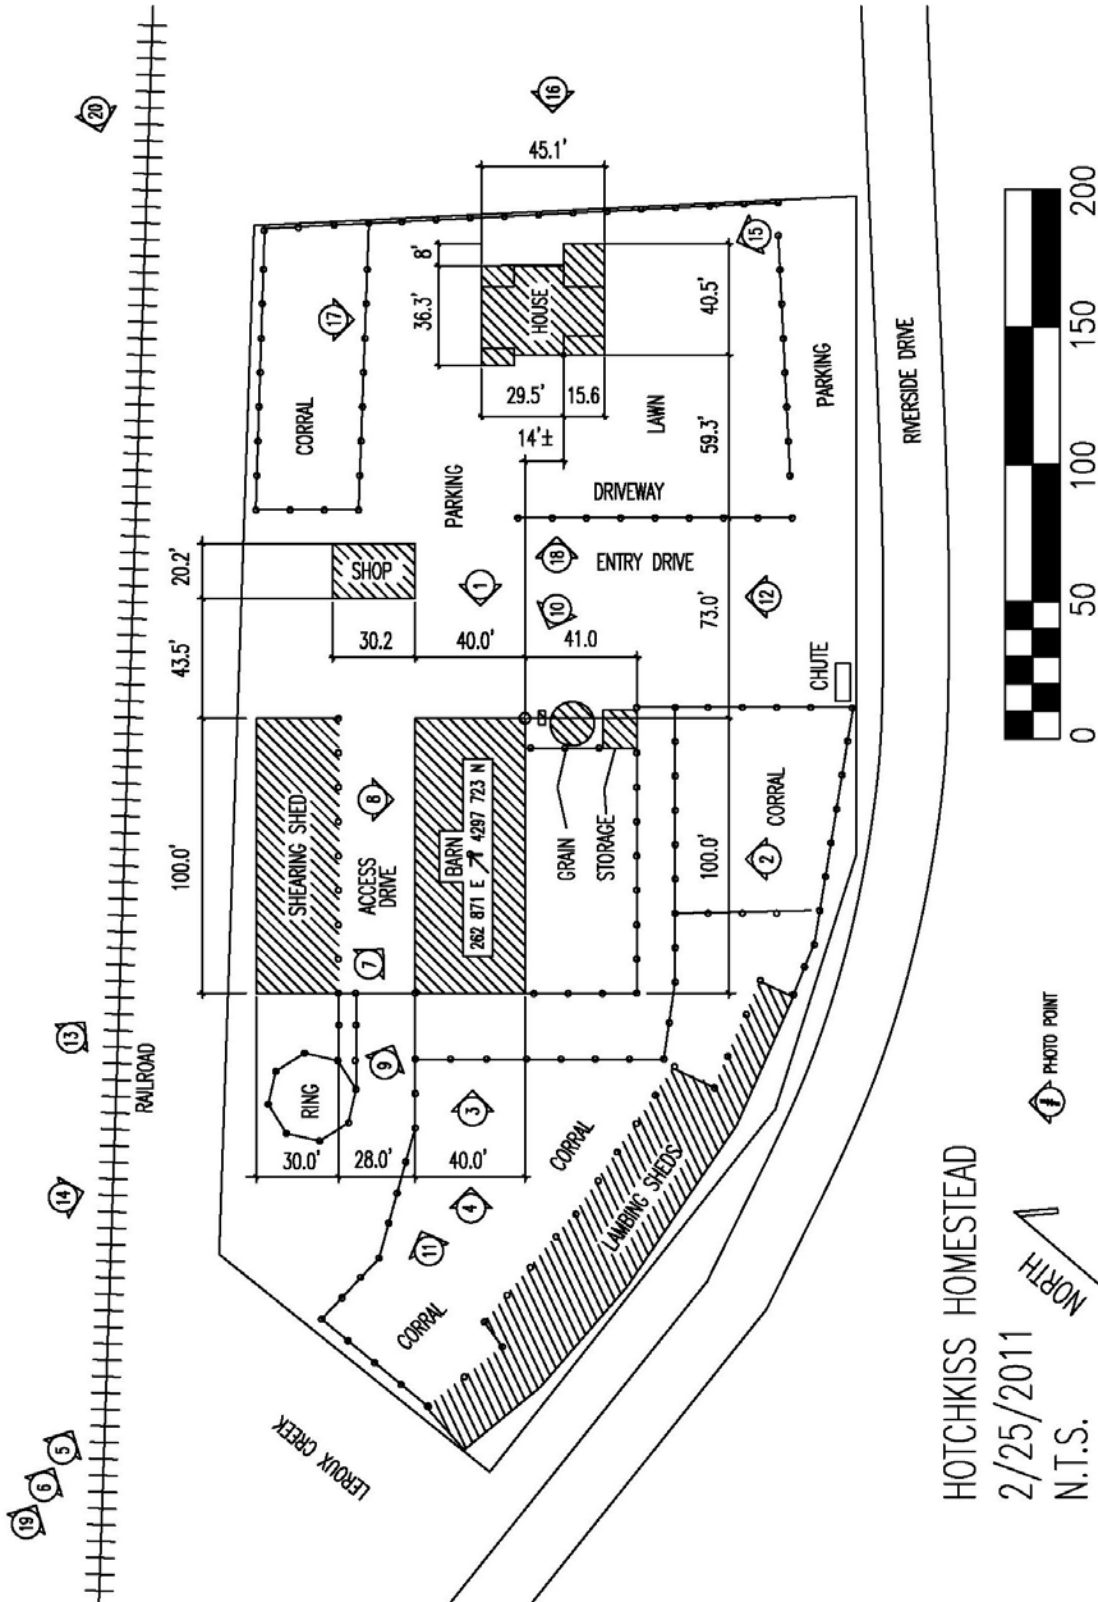 20
16
45.1'
8'
36.3'
HOUSE
40.5'
15
17
CORRAL
29.5'
15.6
LAWN
59.3'
PARKING
RIVERSIDE DRIVE
14'±
PARKING
DRIVEWAY
20.2'
SHOP
18
ENTRY DRIVE
1
10
12
73.0'
43.5'
30.2
40.0'
41.0
CHUTE
100.0'
SHEARING SHED
8
ACCESS
DRIVE
7
BARN
262 871 E
4297 723 N
GRAIN
STORAGE
100.0'
CORRAL
2
13
RAILROAD
14
RING
9
3
30.0'
28.0'
40.0'
CORRAL
4
11
LAMBING SHEDS
CORRAL
LEROUX CREEK
5
6
19
0
50
100
150
200
#
PHOTO POINT
NORTH
HOTCHKISS HOMESTEAD
2/25/2011
N.T.S.